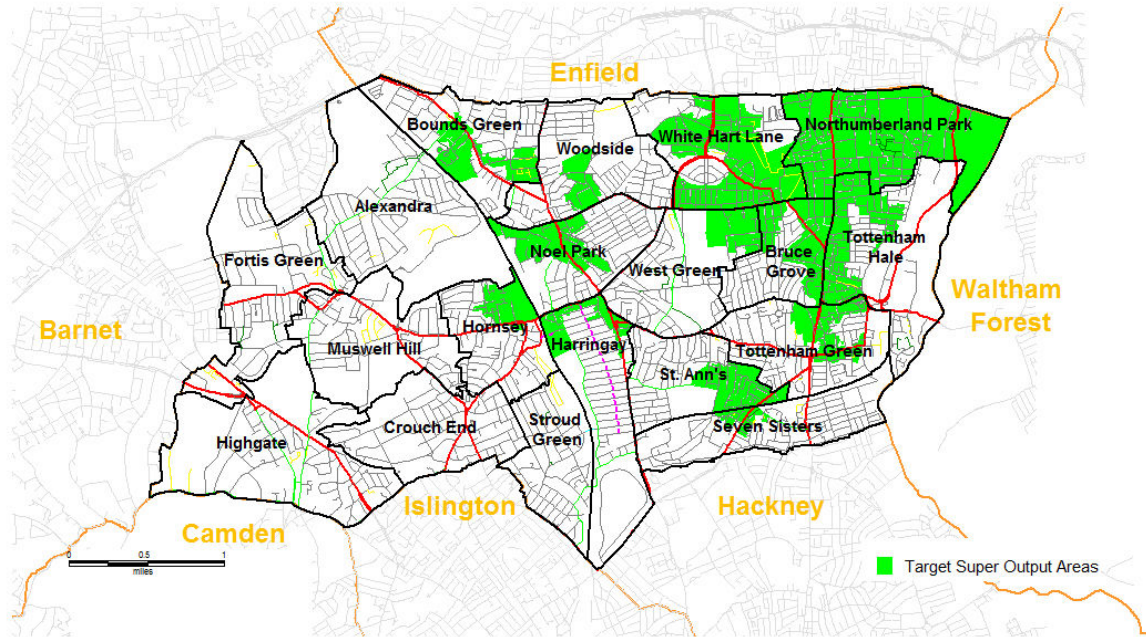 Enfield
Bounds Green
Northumberland Park
White Hart Lane
Woodside
Alexandra
Noel Park
Tottenham
Hale
Bruce
Grove
West Green
Fortis Green
Waltham
Forest
Barnet
Hornsey
Harringay
Muswell Hill
Tottenham Green
St. Ann's
Stroud
Green
Crouch End
Seven Sisters
Highgate
Islington
Hackney
Camden
0 0.5 1
miles
Target Super Output Areas